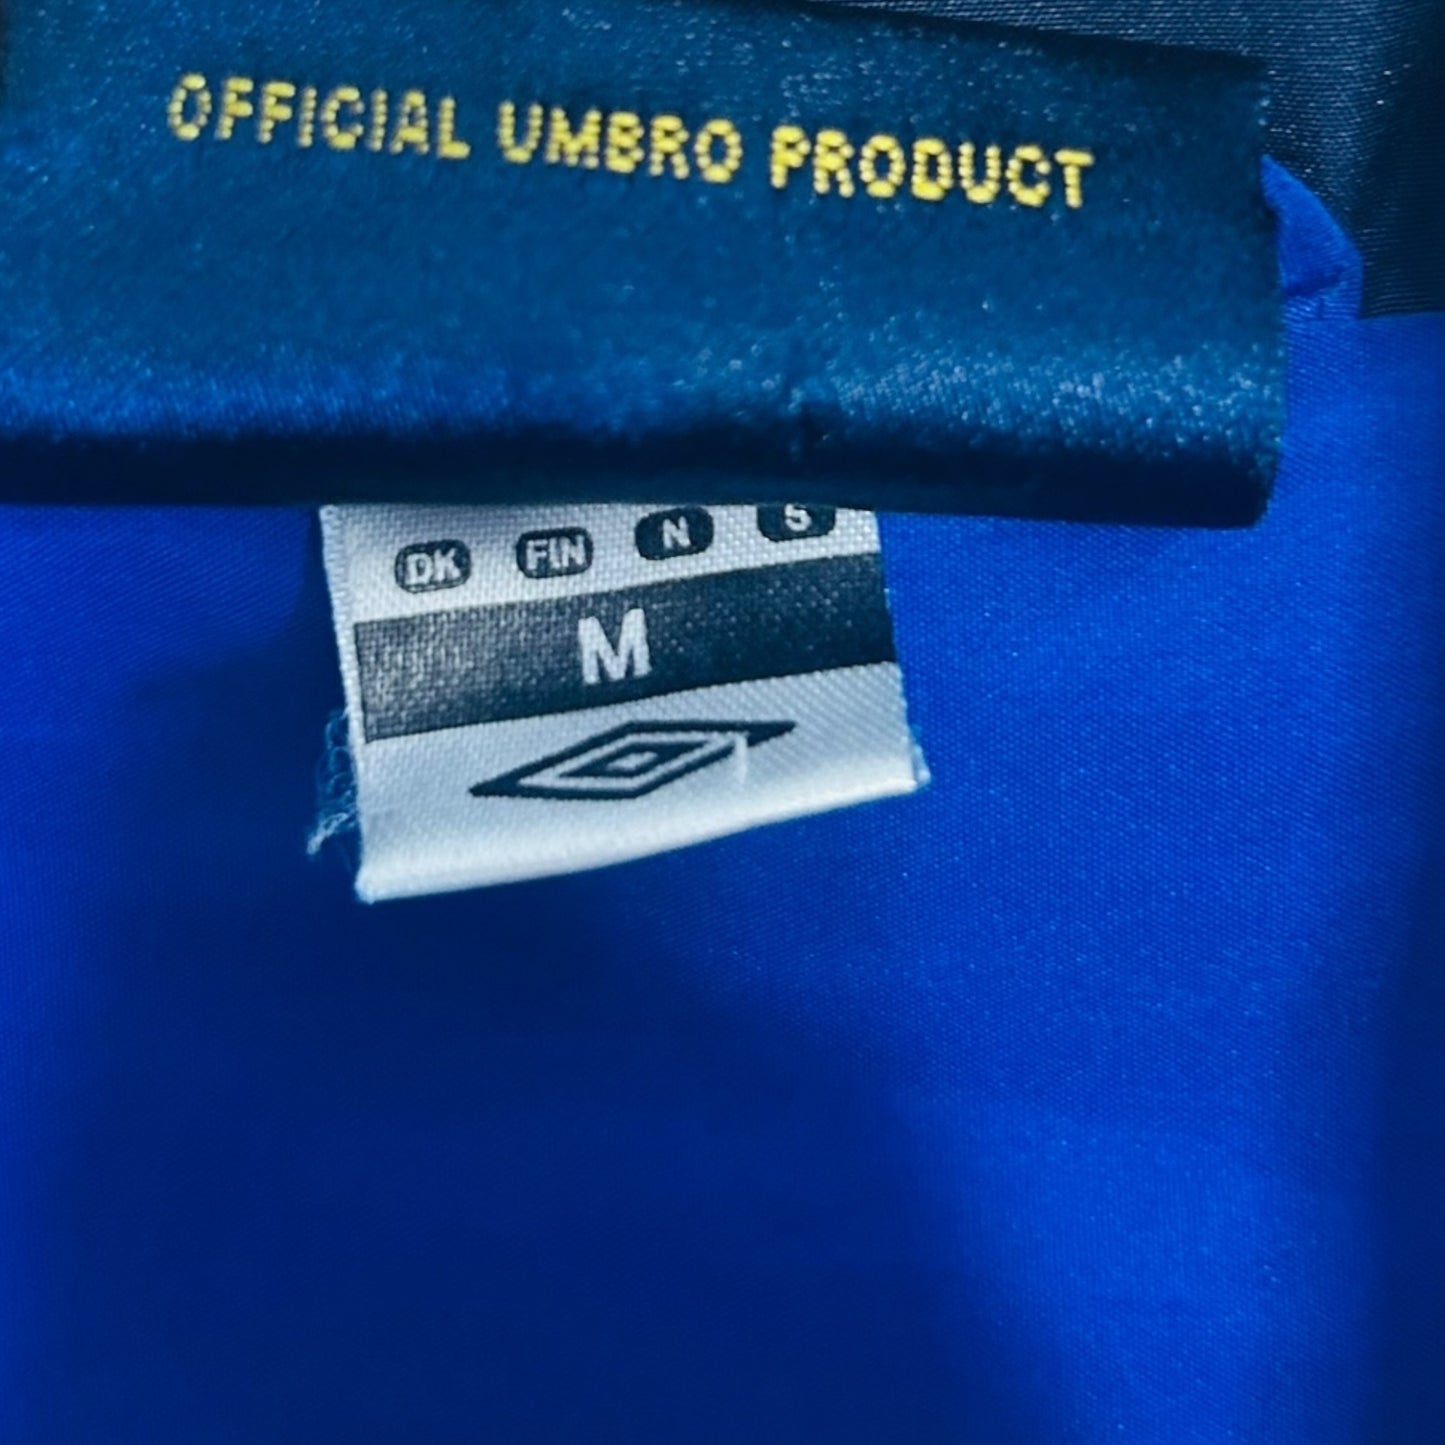 OFFICIAL UMBRO PRODUCT
DK FIN N S
M